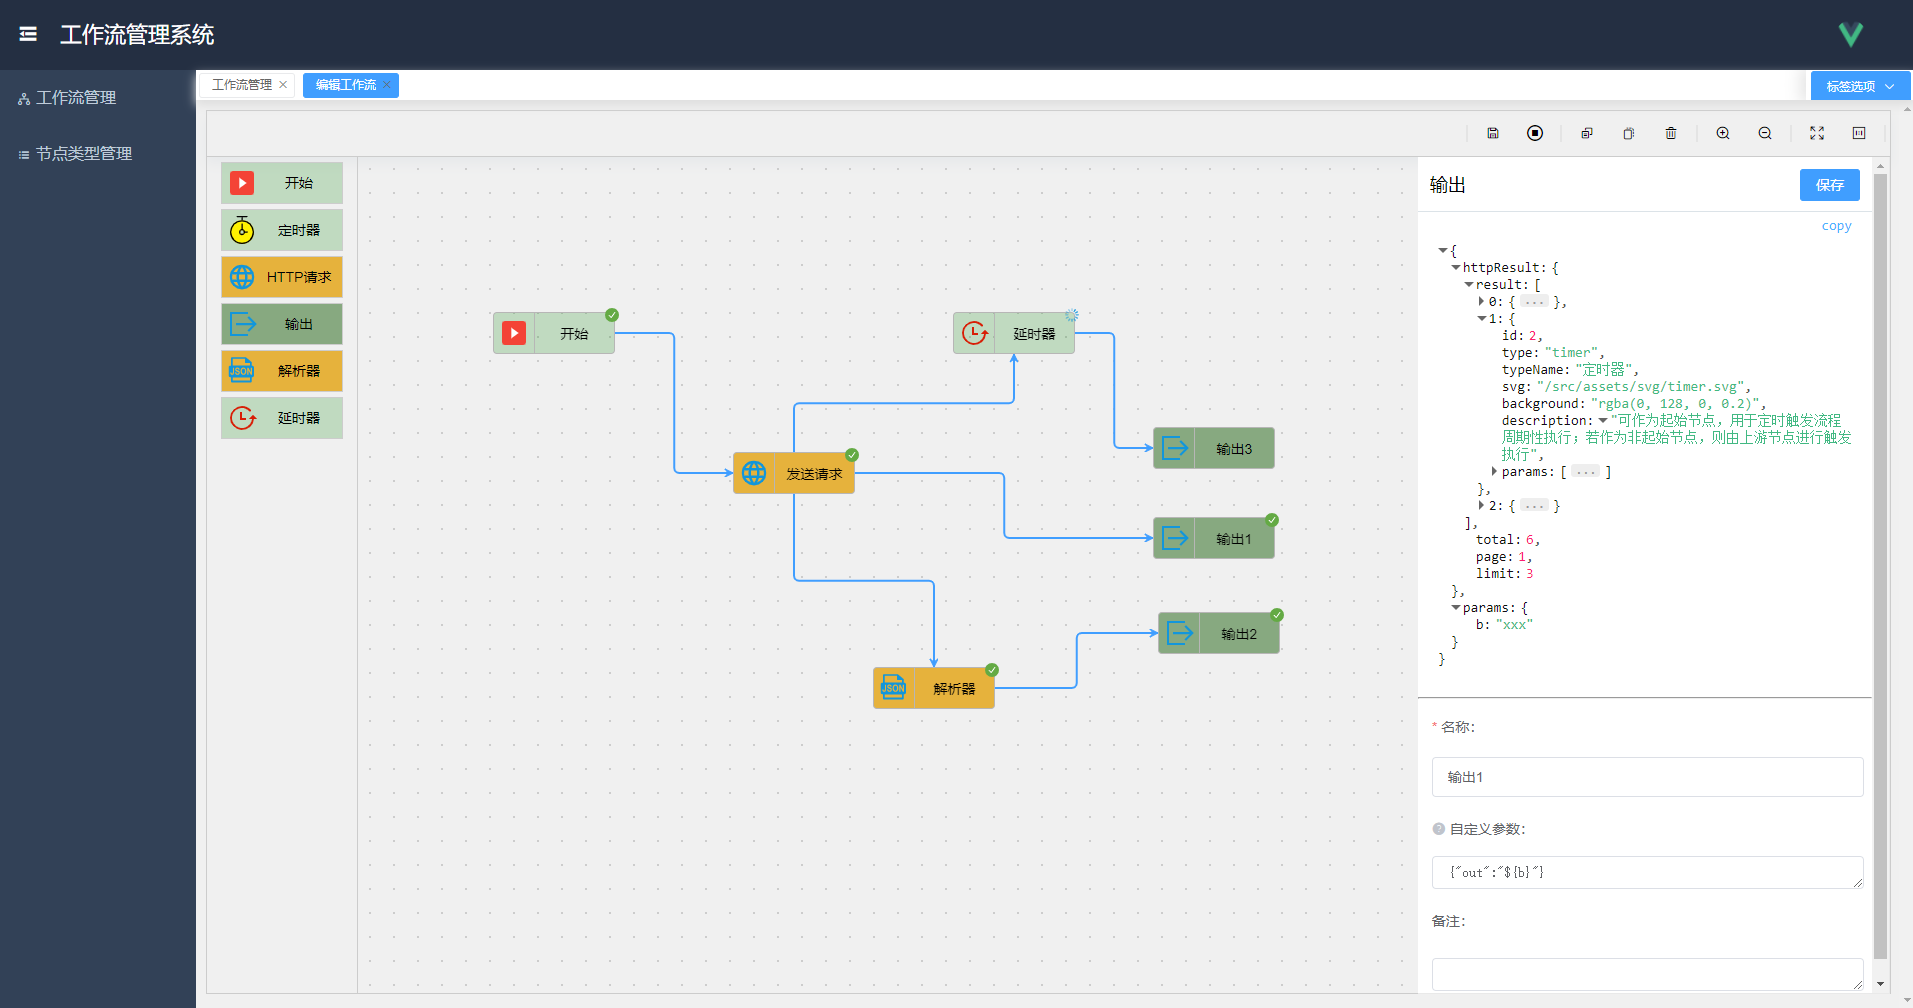 工作流管理系统
工作流管理
节点类型管理
工作流管理
编辑工作流
标签选项
开始
定时器
HTTP请求
输出
JSON
解析器
延时器
开始
延时器
发送请求
输出3
输出1
输出2
JSON
解析器
输出
保存
copy
{
httpResult: {
result: [
0: { ... },
1: {
id: 2,
type: "timer",
typeName: "定时器",
svg: "/src/assets/svg/timer.svg",
background: "rgba(0, 128, 0, 0.2)",
description: "可作为起始节点，用于定时触发流程
周期性执行；若作为非起始节点，则由上游节点进行触发
执行",
params: [ ... ]
},
2: { ... }
],
total: 6,
page: 1,
limit: 3
},
params: {
b: "xxx"
}
}
* 名称:
输出1
? 自定义参数:
{"out":"${b}"}
备注: